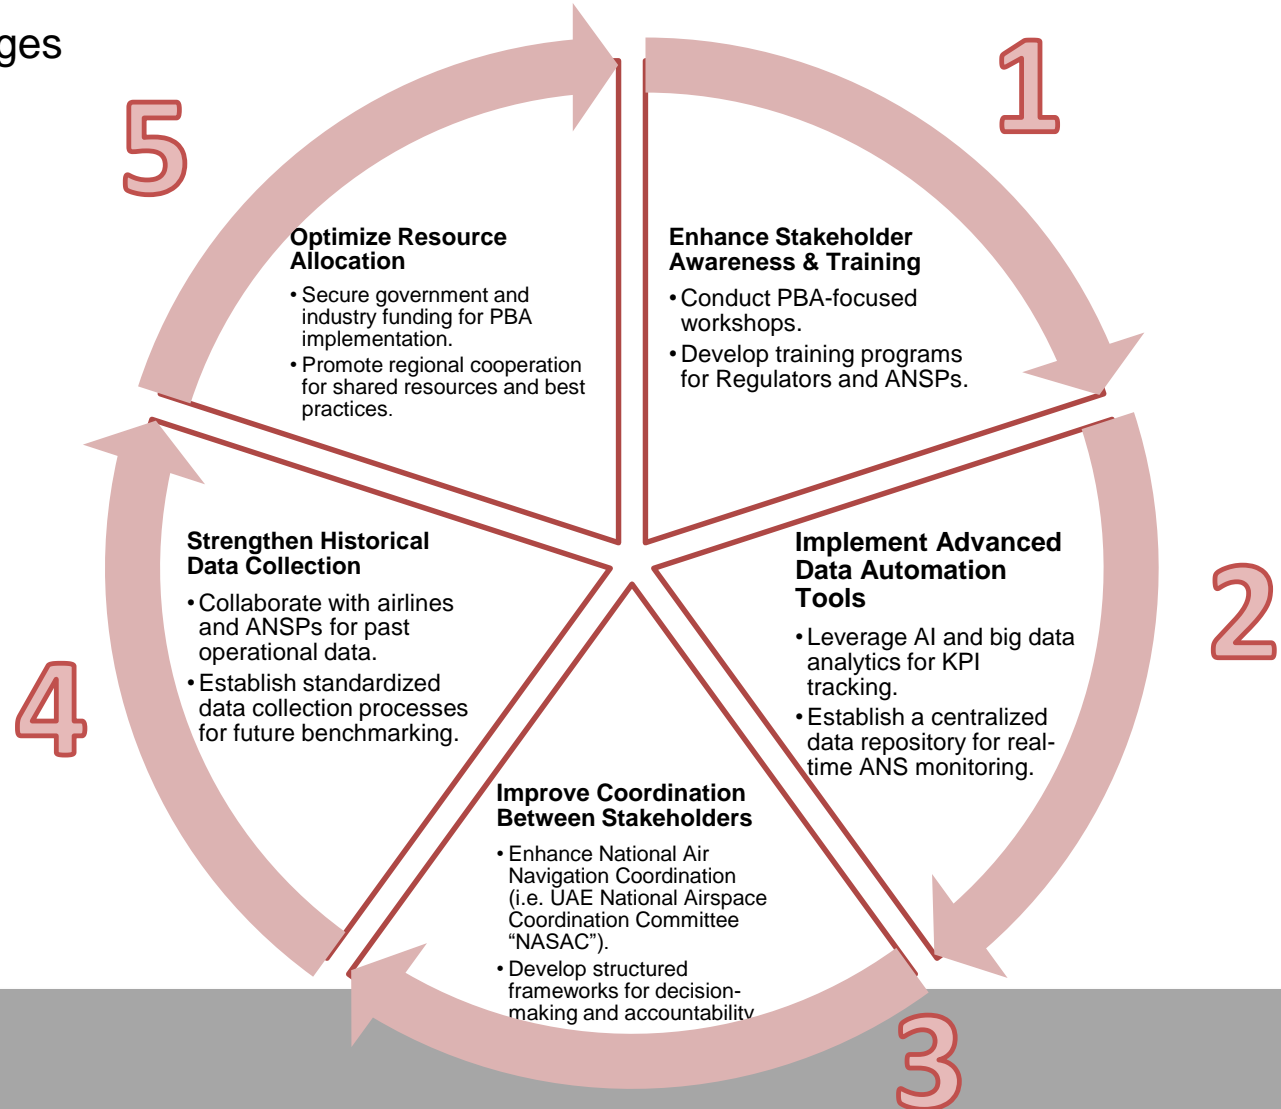 ges
1
Enhance Stakeholder
Awareness & Training
• Conduct PBA-focused
workshops.
• Develop training programs
for Regulators and ANSPs.
2
Implement Advanced
Data Automation
Tools
• Leverage AI and big data
analytics for KPI
tracking.
• Establish a centralized
data repository for real-
time ANS monitoring.
3
Improve Coordination
Between Stakeholders
• Enhance National Air
Navigation Coordination
(i.e. UAE National Airspace
Coordination Committee
“NASAC”).
• Develop structured
frameworks for decision-
making and accountability
4
Strengthen Historical
Data Collection
• Collaborate with airlines
and ANSPs for past
operational data.
• Establish standardized
data collection processes
for future benchmarking.
5
Optimize Resource
Allocation
• Secure government and
industry funding for PBA
implementation.
• Promote regional cooperation
for shared resources and best
practices.